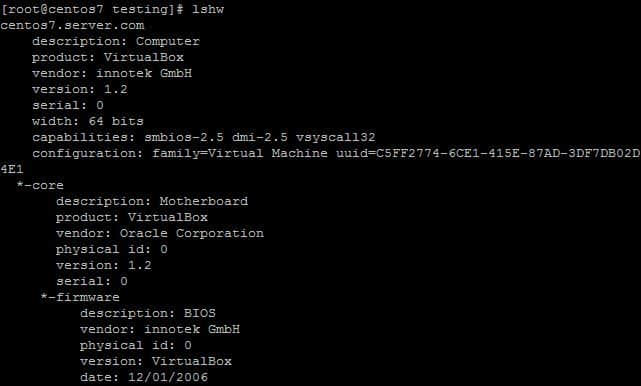 [root@centos7 testing]# lshw
centos7.server.com
    description: Computer
    product: VirtualBox
    vendor: innotek GmbH
    version: 1.2
    serial: 0
    width: 64 bits
    capabilities: smbios-2.5 dmi-2.5 vsyscall32
    configuration: family=Virtual Machine uuid=C5FF2774-6CE1-415E-87AD-3DF7DB02D
4E1
  *-core
       description: Motherboard
       product: VirtualBox
       vendor: Oracle Corporation
       physical id: 0
       version: 1.2
       serial: 0
     *-firmware
          description: BIOS
          vendor: innotek GmbH
          physical id: 0
          version: VirtualBox
          date: 12/01/2006